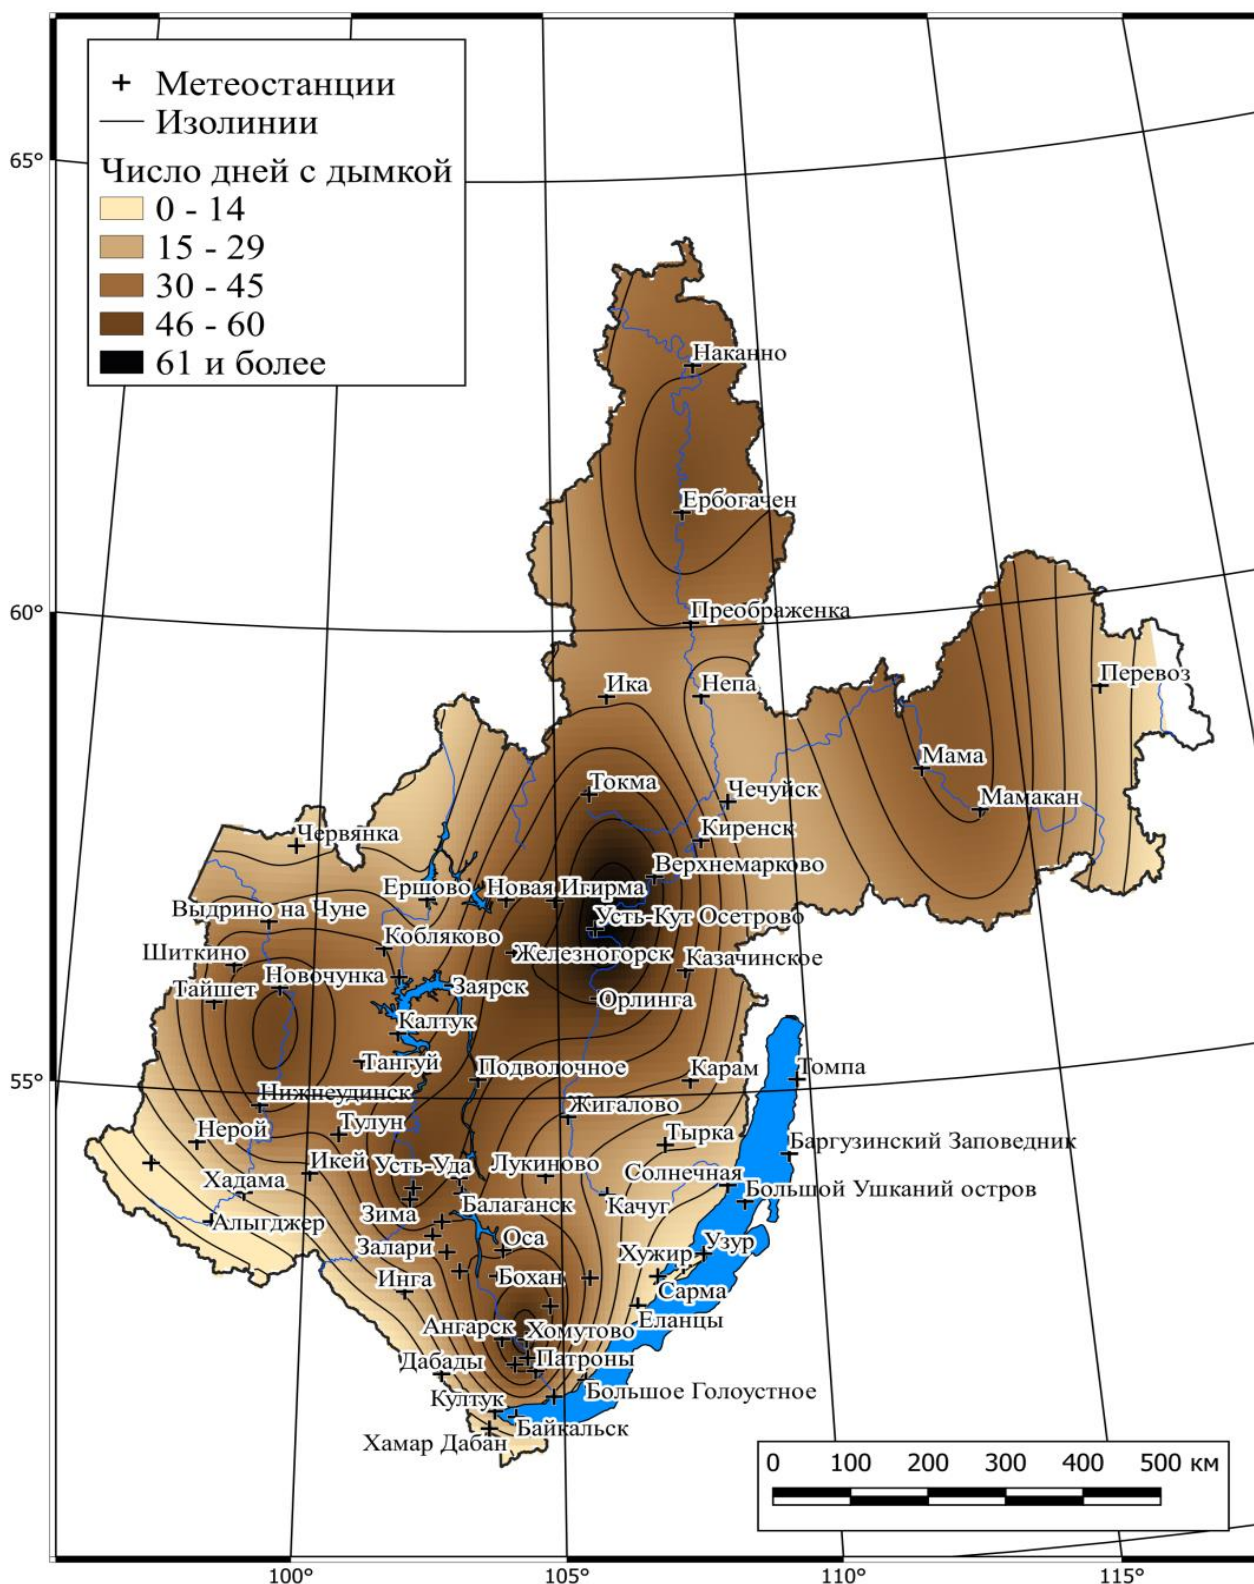 Метеостанции
Изолинии
Число дней с дымкой
0 - 14
15 - 29
30 - 45
46 - 60
61 и более
65°
60°
55°
Наканно
Ербогачен
Преображенка
Ика
Непа
Перевоз
Мама
Мамакан
Токма
Чечуйск
Киренск
Червянка
Верхнемарково
Ершово
Новая Игирма
Выдрино на Чуне
Усть-Кут Осетрово
Кобляково
Шиткино
Железногорск
Казачинское
Новочунка
Тайшет
Заярск
Орлинга
Калтук
Тангуй
Подволочное
Карам
Томпа
Нижнеудинск
Жигалово
Нерой
Тулун
Тырка
Баргузинский Заповедник
Икей
Усть-Уда
Лукиново
Солнечная
Хадама
Большой Ушканий остров
Зима
Балаганск
Качуг
Алыгджер
Залари
Оса
Хужир
Узур
Инга
Бохан
Сарма
Еланцы
Ангарск
Хомутово
Дабады
Патроны
Култук
Большое Голоустное
Хамар Дабан
Байкальск
0 100 200 300 400 500 км
100° 105° 110° 115°